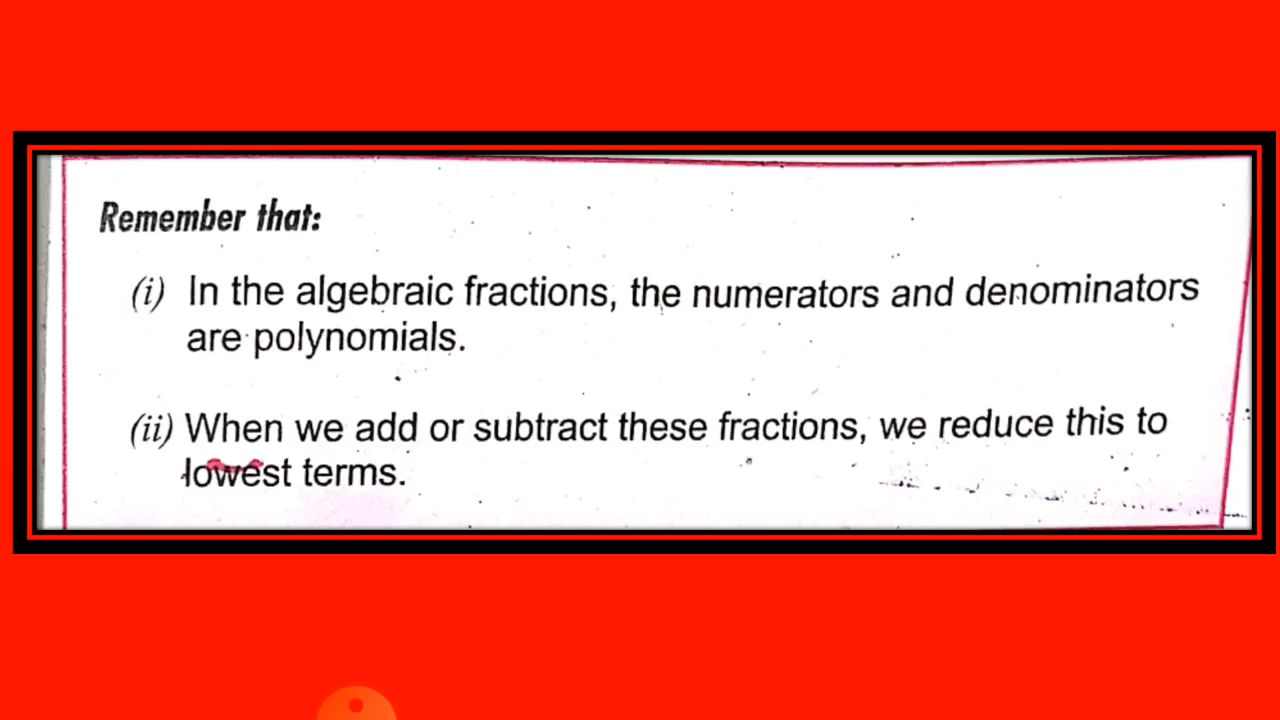 Remember that:
(i) In the algebraic fractions, the numerators and denominators
are polynomials.
(ii) When we add or subtract these fractions, we reduce this to
lowest terms.